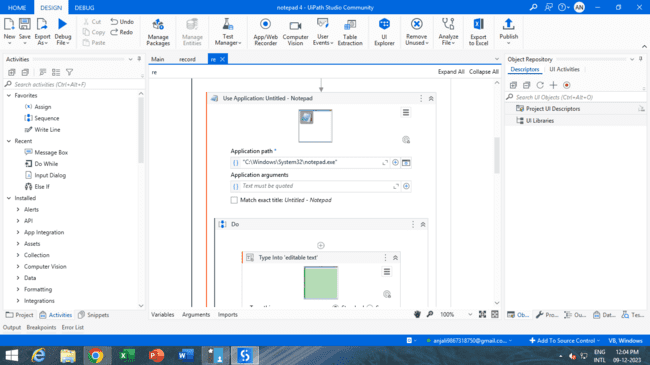 HOME DESIGN DEBUG notepad 4 - UiPath Studio Community AN
New Save Export As Debug File Cut Copy Paste Undo Redo Manage Packages Manage Entities Test Manager App/Web Recorder Computer Vision User Events Table Extraction UI Explorer Remove Unused Analyze File Export to Excel Publish
Activities
Main record re
Object Repository
re Expand All Collapse All
Descriptors UI Activities
Search activities (Ctrl+Alt+F)
Favorites
Assign
Sequence
Write Line
Recent
Message Box
Do While
Input Dialog
Else If
Installed
Alerts
API
App Integration
Assets
Collection
Computer Vision
Data
Formatting
Integrations
Use Application: Untitled - Notepad
Application path *
"C:\Windows\System32\notepad.exe"
Application arguments
Text must be quoted
Match exact title: Untitled - Notepad
Do
Type Into 'editable text'
Search UI Objects (Ctrl+Alt+O)
Project UI Descriptors
UI Libraries
Project Activities Snippets
Variables Arguments Imports 100%
Ob... Pro... Ou... Dat... Tas...
Output Breakpoints Error List
anjali9867318750@gmail.co... Add To Source Control VB, Windows
ENG
INTL
12:04 PM
09-12-2023